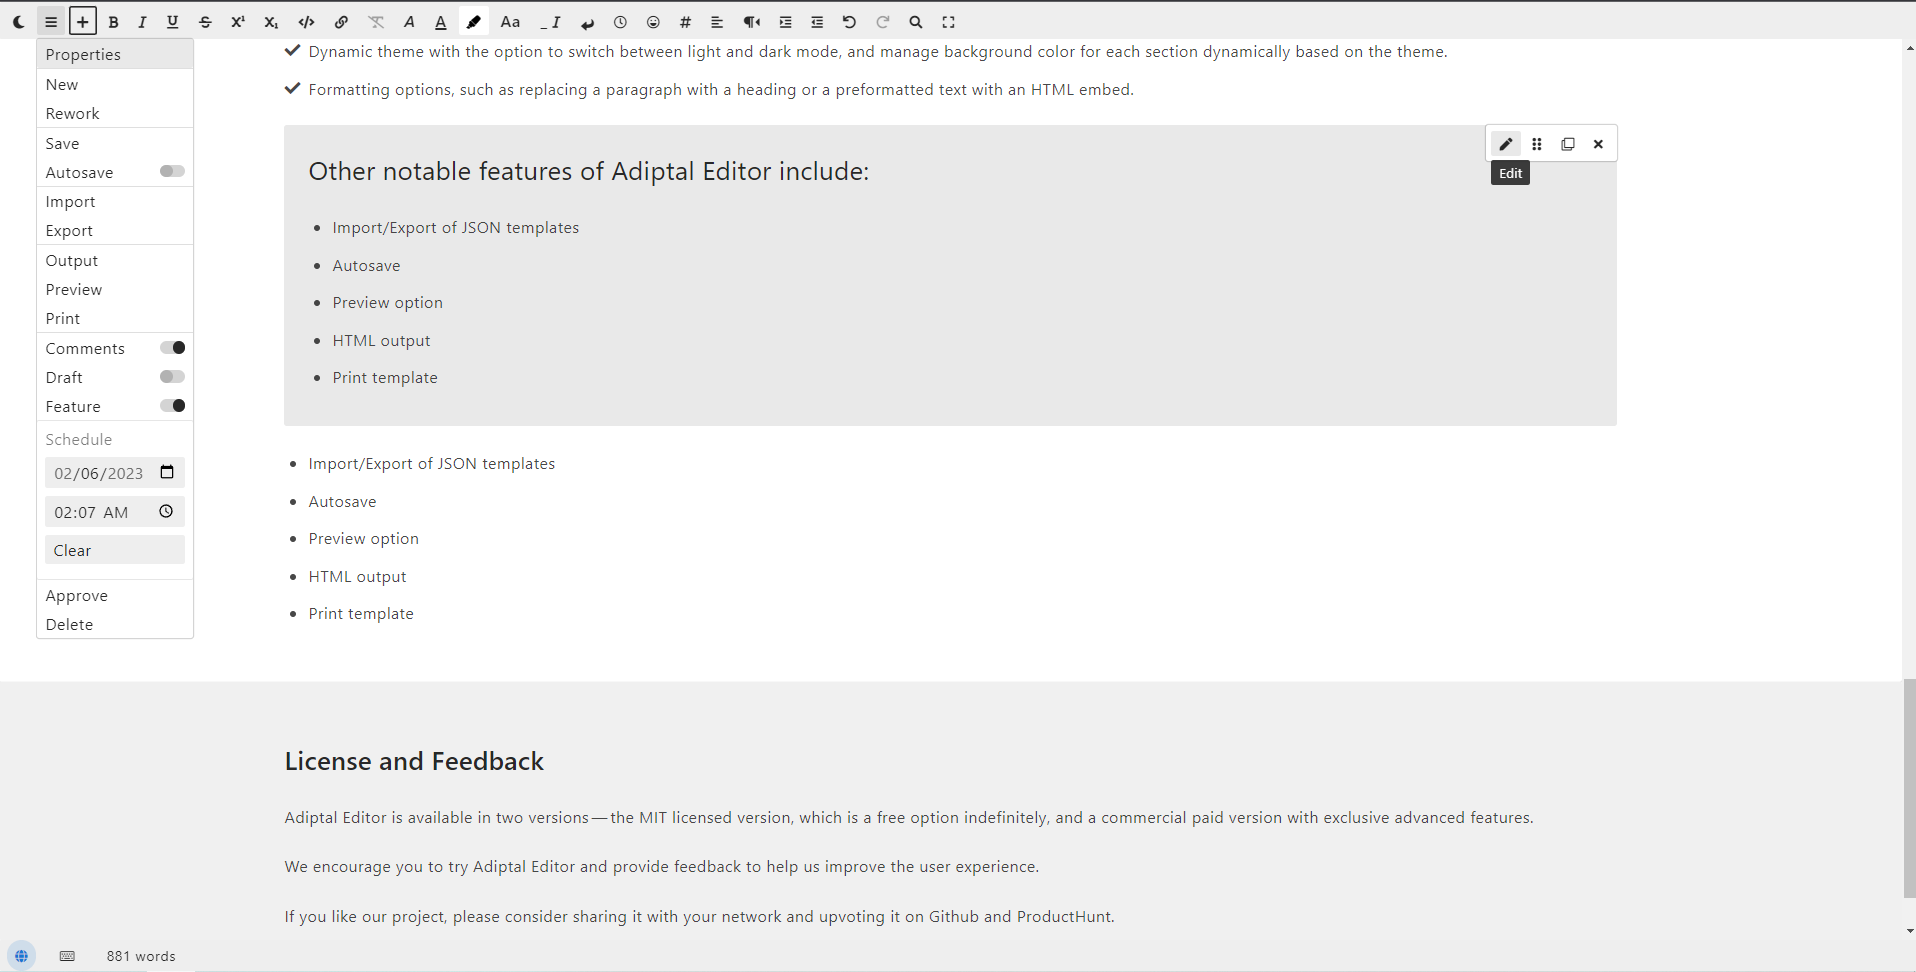 B I U S X¹ X₁ </> A A Aa _I #
Properties
New
Rework
Save
Autosave
Import
Export
Output
Preview
Print
Comments
Draft
Feature
Schedule
02/06/2023
02:07 AM
Clear
Approve
Delete
Dynamic theme with the option to switch between light and dark mode, and manage background color for each section dynamically based on the theme.
Formatting options, such as replacing a paragraph with a heading or a preformatted text with an HTML embed.
Edit
Other notable features of Adiptal Editor include:
• Import/Export of JSON templates
• Autosave
• Preview option
• HTML output
• Print template
• Import/Export of JSON templates
• Autosave
• Preview option
• HTML output
• Print template
License and Feedback
Adiptal Editor is available in two versions — the MIT licensed version, which is a free option indefinitely, and a commercial paid version with exclusive advanced features.
We encourage you to try Adiptal Editor and provide feedback to help us improve the user experience.
If you like our project, please consider sharing it with your network and upvoting it on Github and ProductHunt.
881 words